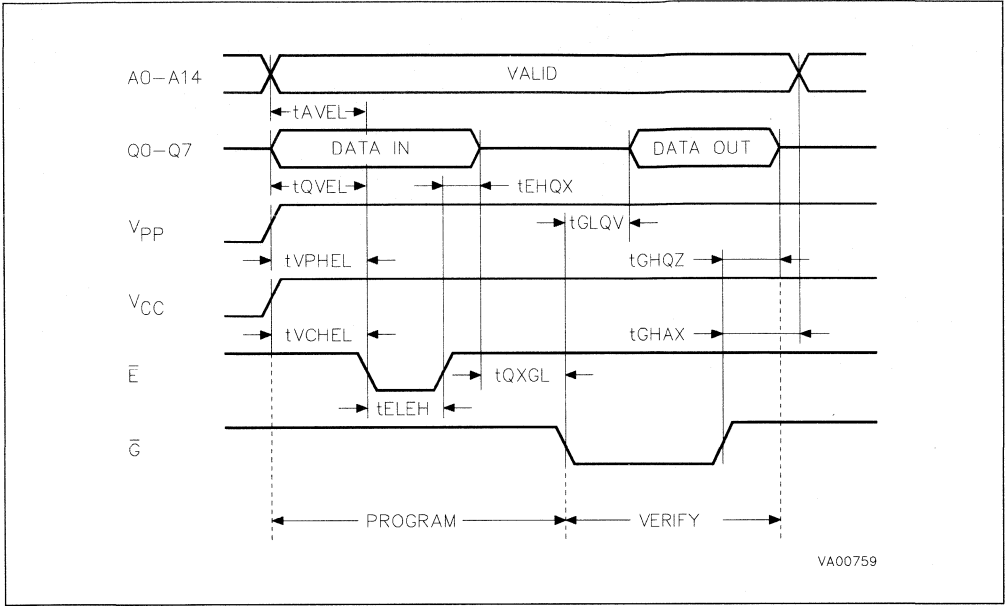 A0-A14
VALID
tAVEL
Q0-Q7
DATA IN
DATA OUT
tQVEL
tEHQX
VPP
tGLQV
tVPHEL
tGHQZ
VCC
tVCHEL
tGHAX
E̅
tQXGL
tELEH
G̅
PROGRAM
VERIFY
VA00759